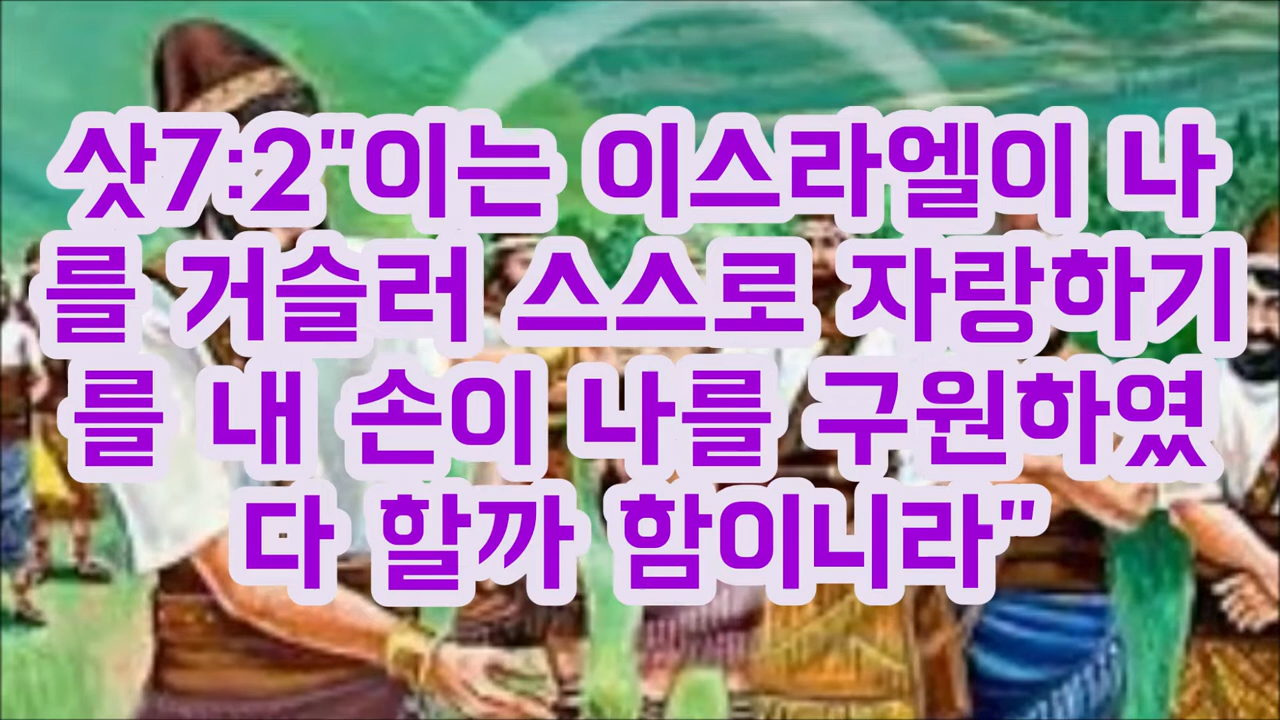 삿7:2"이는 이스라엘이 나
를 거슬러 스스로 자랑하기
를 내 손이 나를 구원하였
다 할까 함이니라"